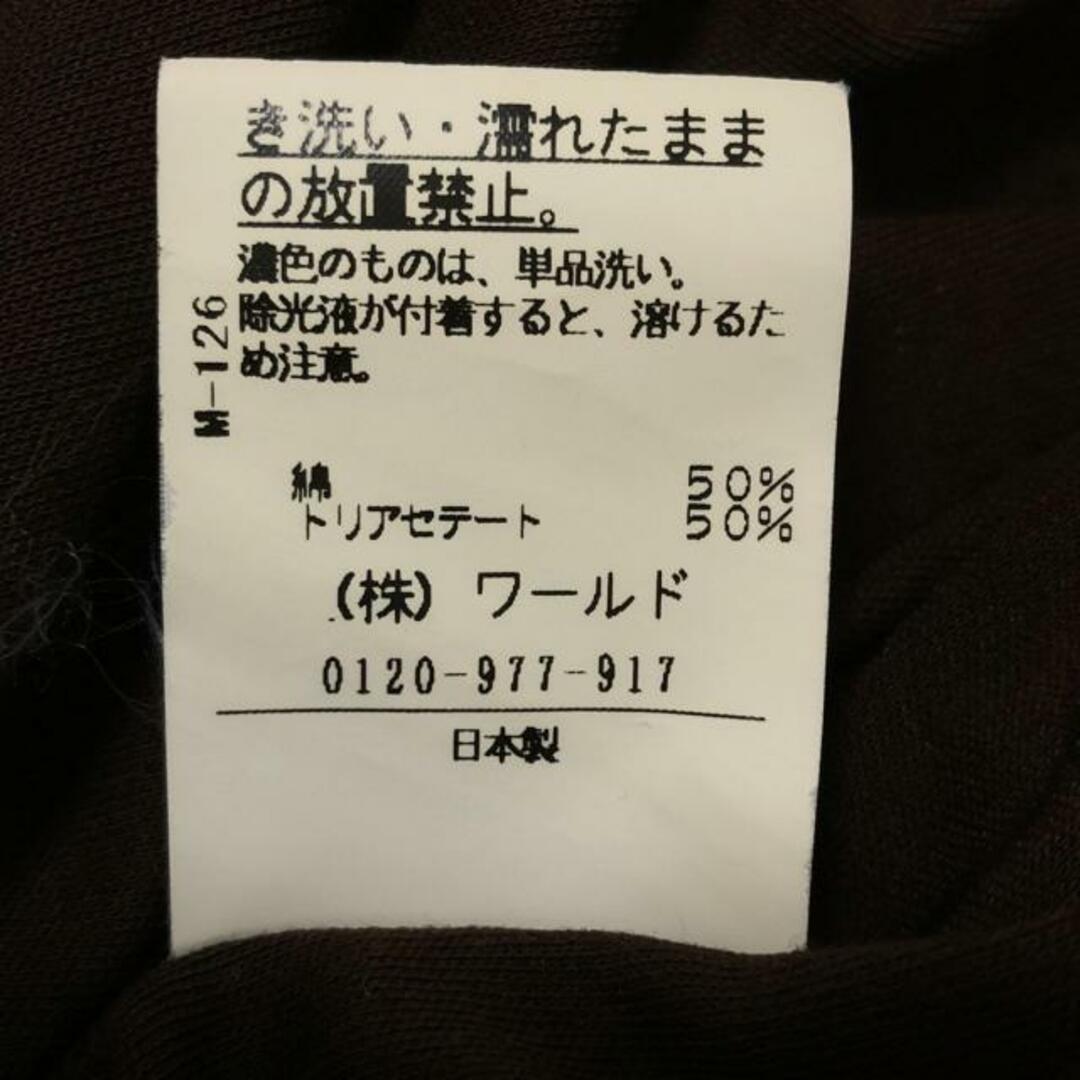 き洗い・濡れたまま
の放置禁止。
濃色のものは、単品洗い。
除光液が付着すると、溶けるた
め注意。
M-126
綿 50%
トリアセテート 50%
(株) ワールド
0120-977-917
日本製